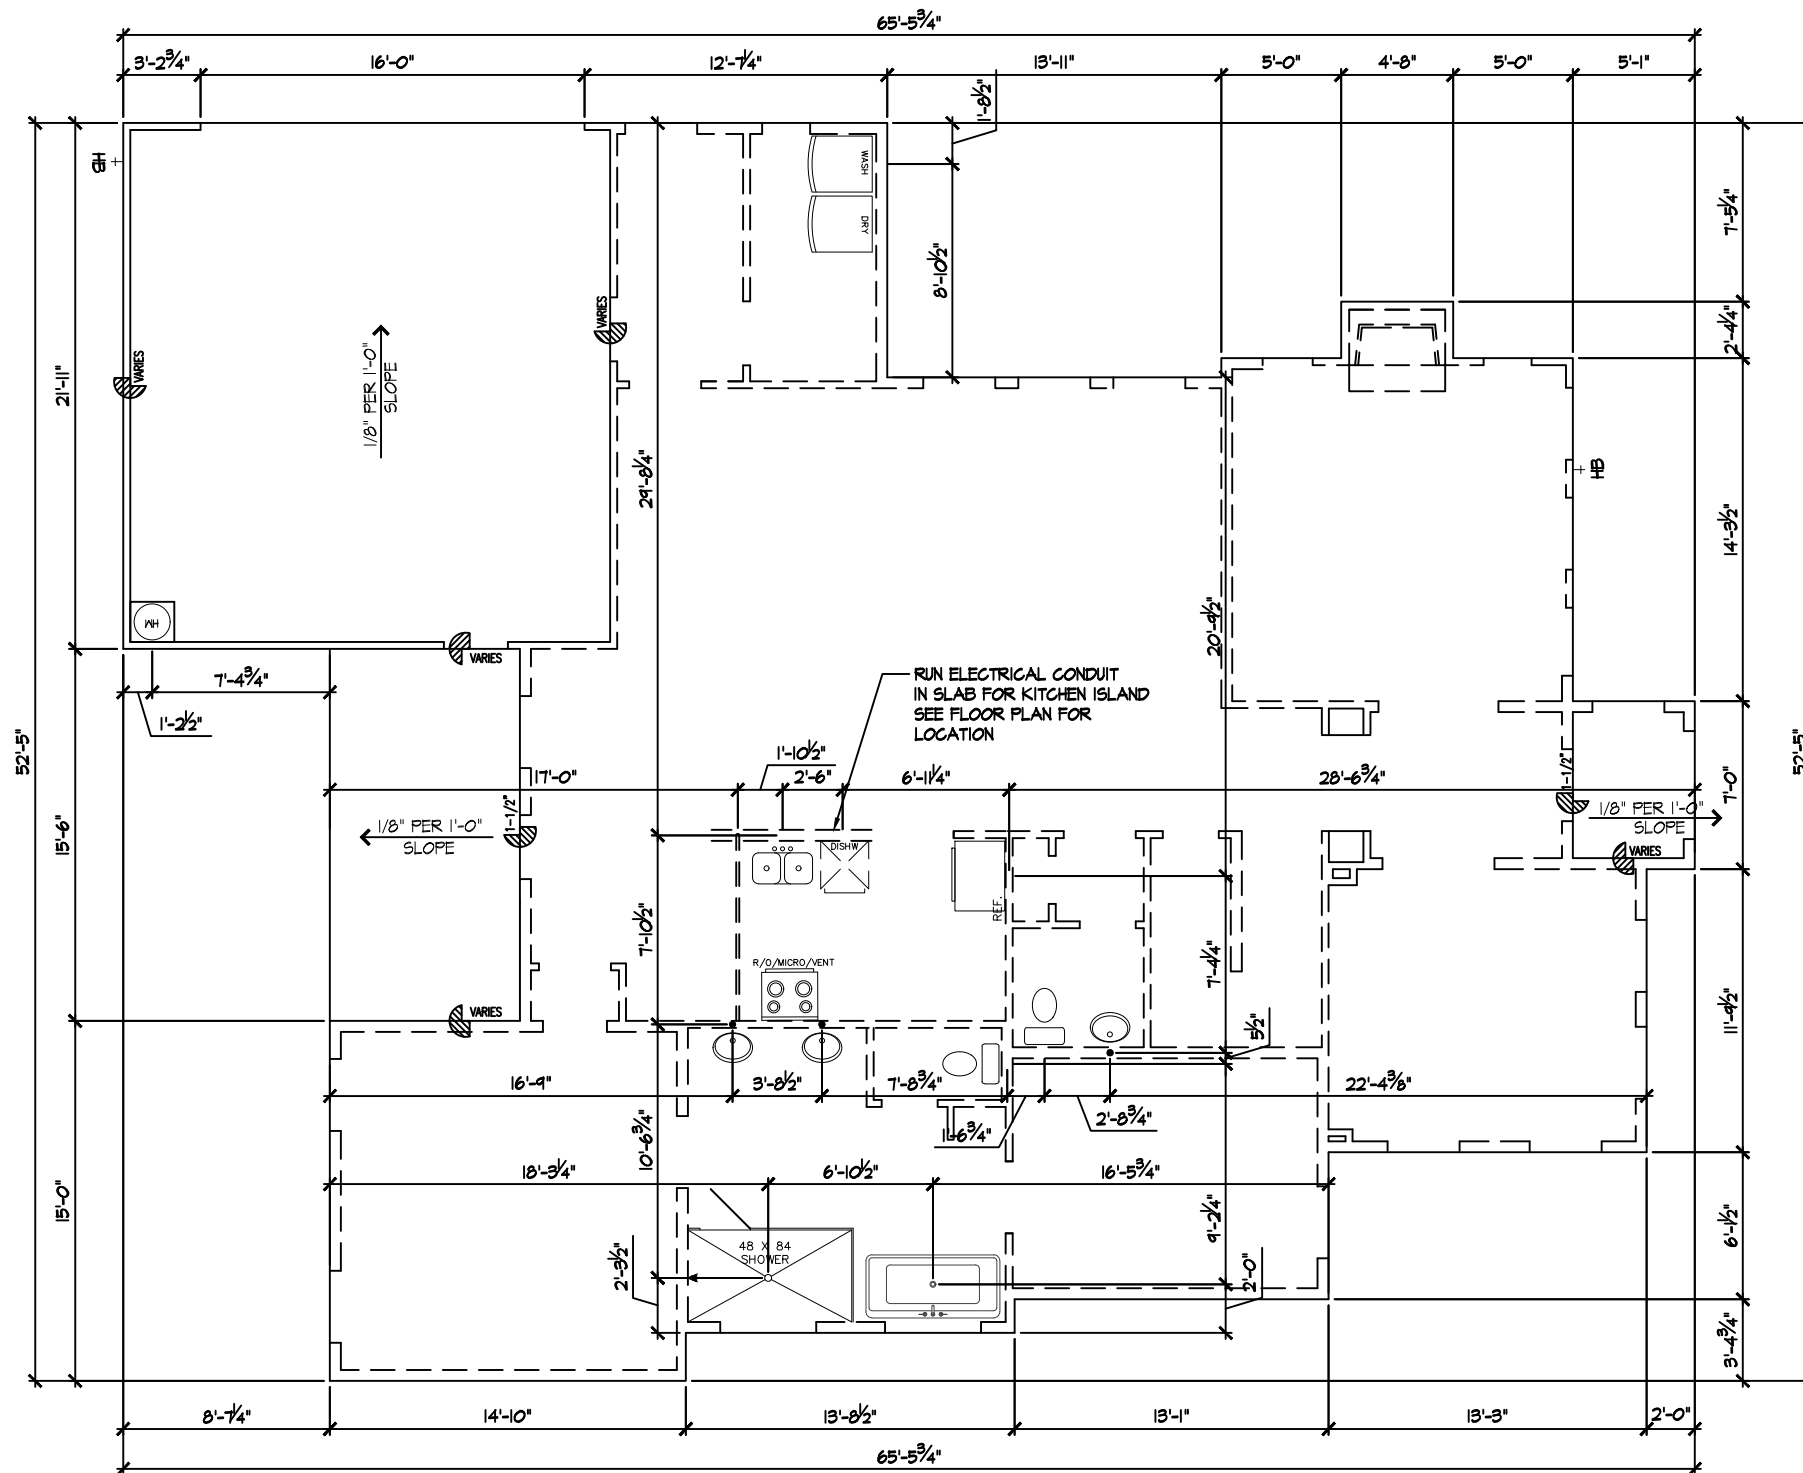 65'-5¾"
3'-2¾" 16'-0" 12'-7¼" 13'-11" 5'-0" 4'-8" 5'-0" 5'-1"
1'-8½"
HB
WASH
DRY
7'-5¼"
8'-10½"
VARIES
VARIES
2'-4¼"
21'-11"
1/8" PER 1'-0"
SLOPE
29'-8¼"
HB
14'-3½"
20'-9½"
HM
VARIES
7'-4¾"
1'-2½"
RUN ELECTRICAL CONDUIT
IN SLAB FOR KITCHEN ISLAND
SEE FLOOR PLAN FOR
LOCATION
52'-5"
52'-5"
1'-10½"
17'-0" 2'-6" 6'-11¼" 28'-6¾"
1-1/2"
7'-0"
15'-6"
1/8" PER 1'-0"
SLOPE
1-1/2"
1/8" PER 1'-0"
SLOPE
VARIES
DISHW
REF.
7'-10½"
R/O/MICRO/VENT
7'-4¼"
VARIES
5½"
11'-9½"
16'-9" 3'-8½" 7'-8¾" 22'-4⅜"
2'-8¾"
1'-6¾"
10'-6¾"
18'-3¼" 6'-10½" 16'-5¾"
15'-0"
9'-2¼"
6'-1½"
48 X 84
SHOWER
2'-3½"
2'-0"
3'-4¾"
8'-7¼" 14'-10" 13'-8½" 13'-1" 13'-3" 2'-0"
65'-5¾"